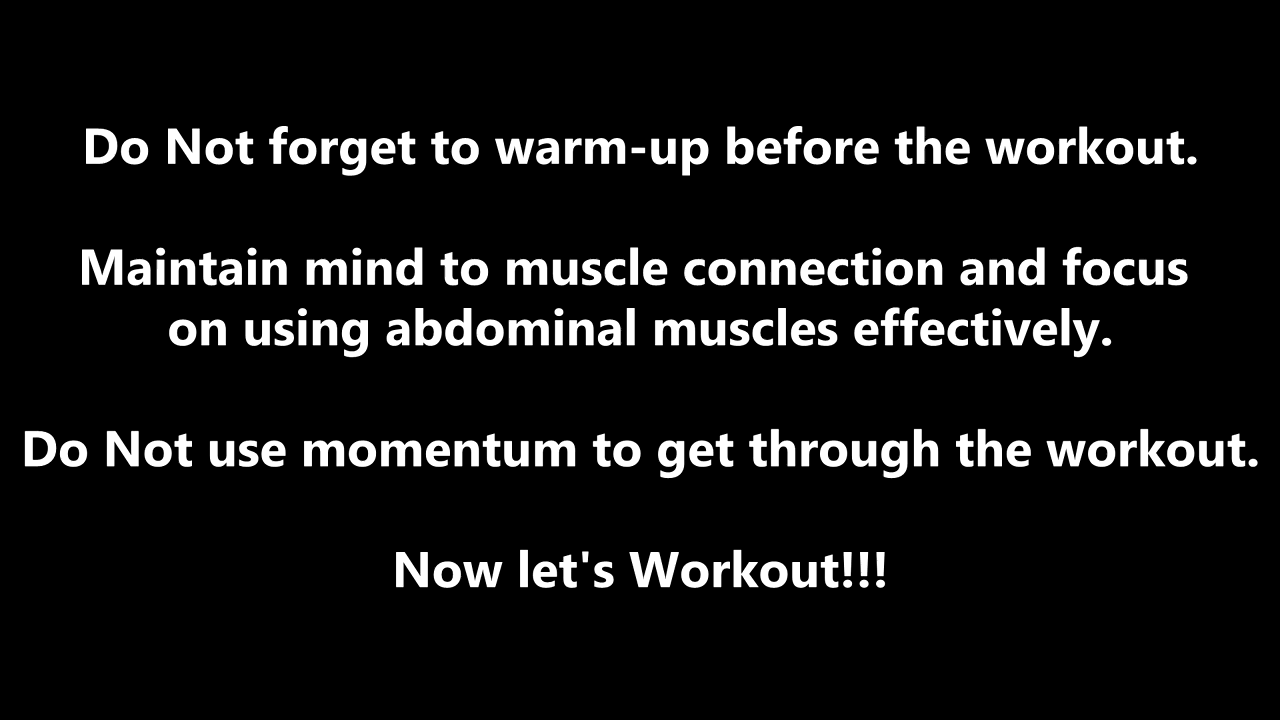 Do Not forget to warm-up before the workout.
Maintain mind to muscle connection and focus
on using abdominal muscles effectively.
Do Not use momentum to get through the workout.
Now let's Workout!!!